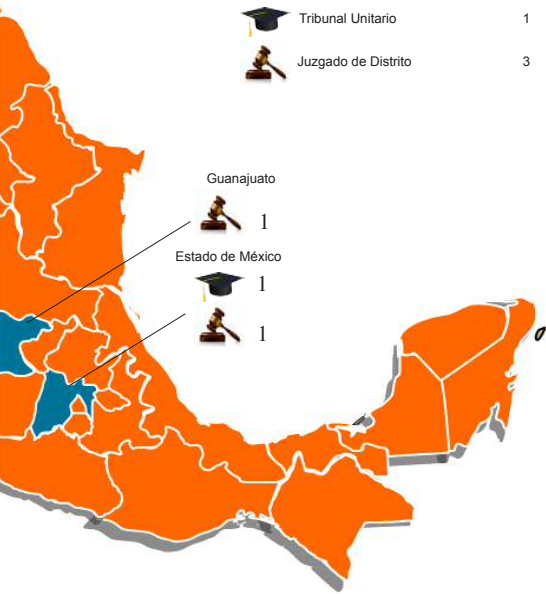 Tribunal Unitario 1
Juzgado de Distrito 3
Guanajuato
1
Estado de México
1
1